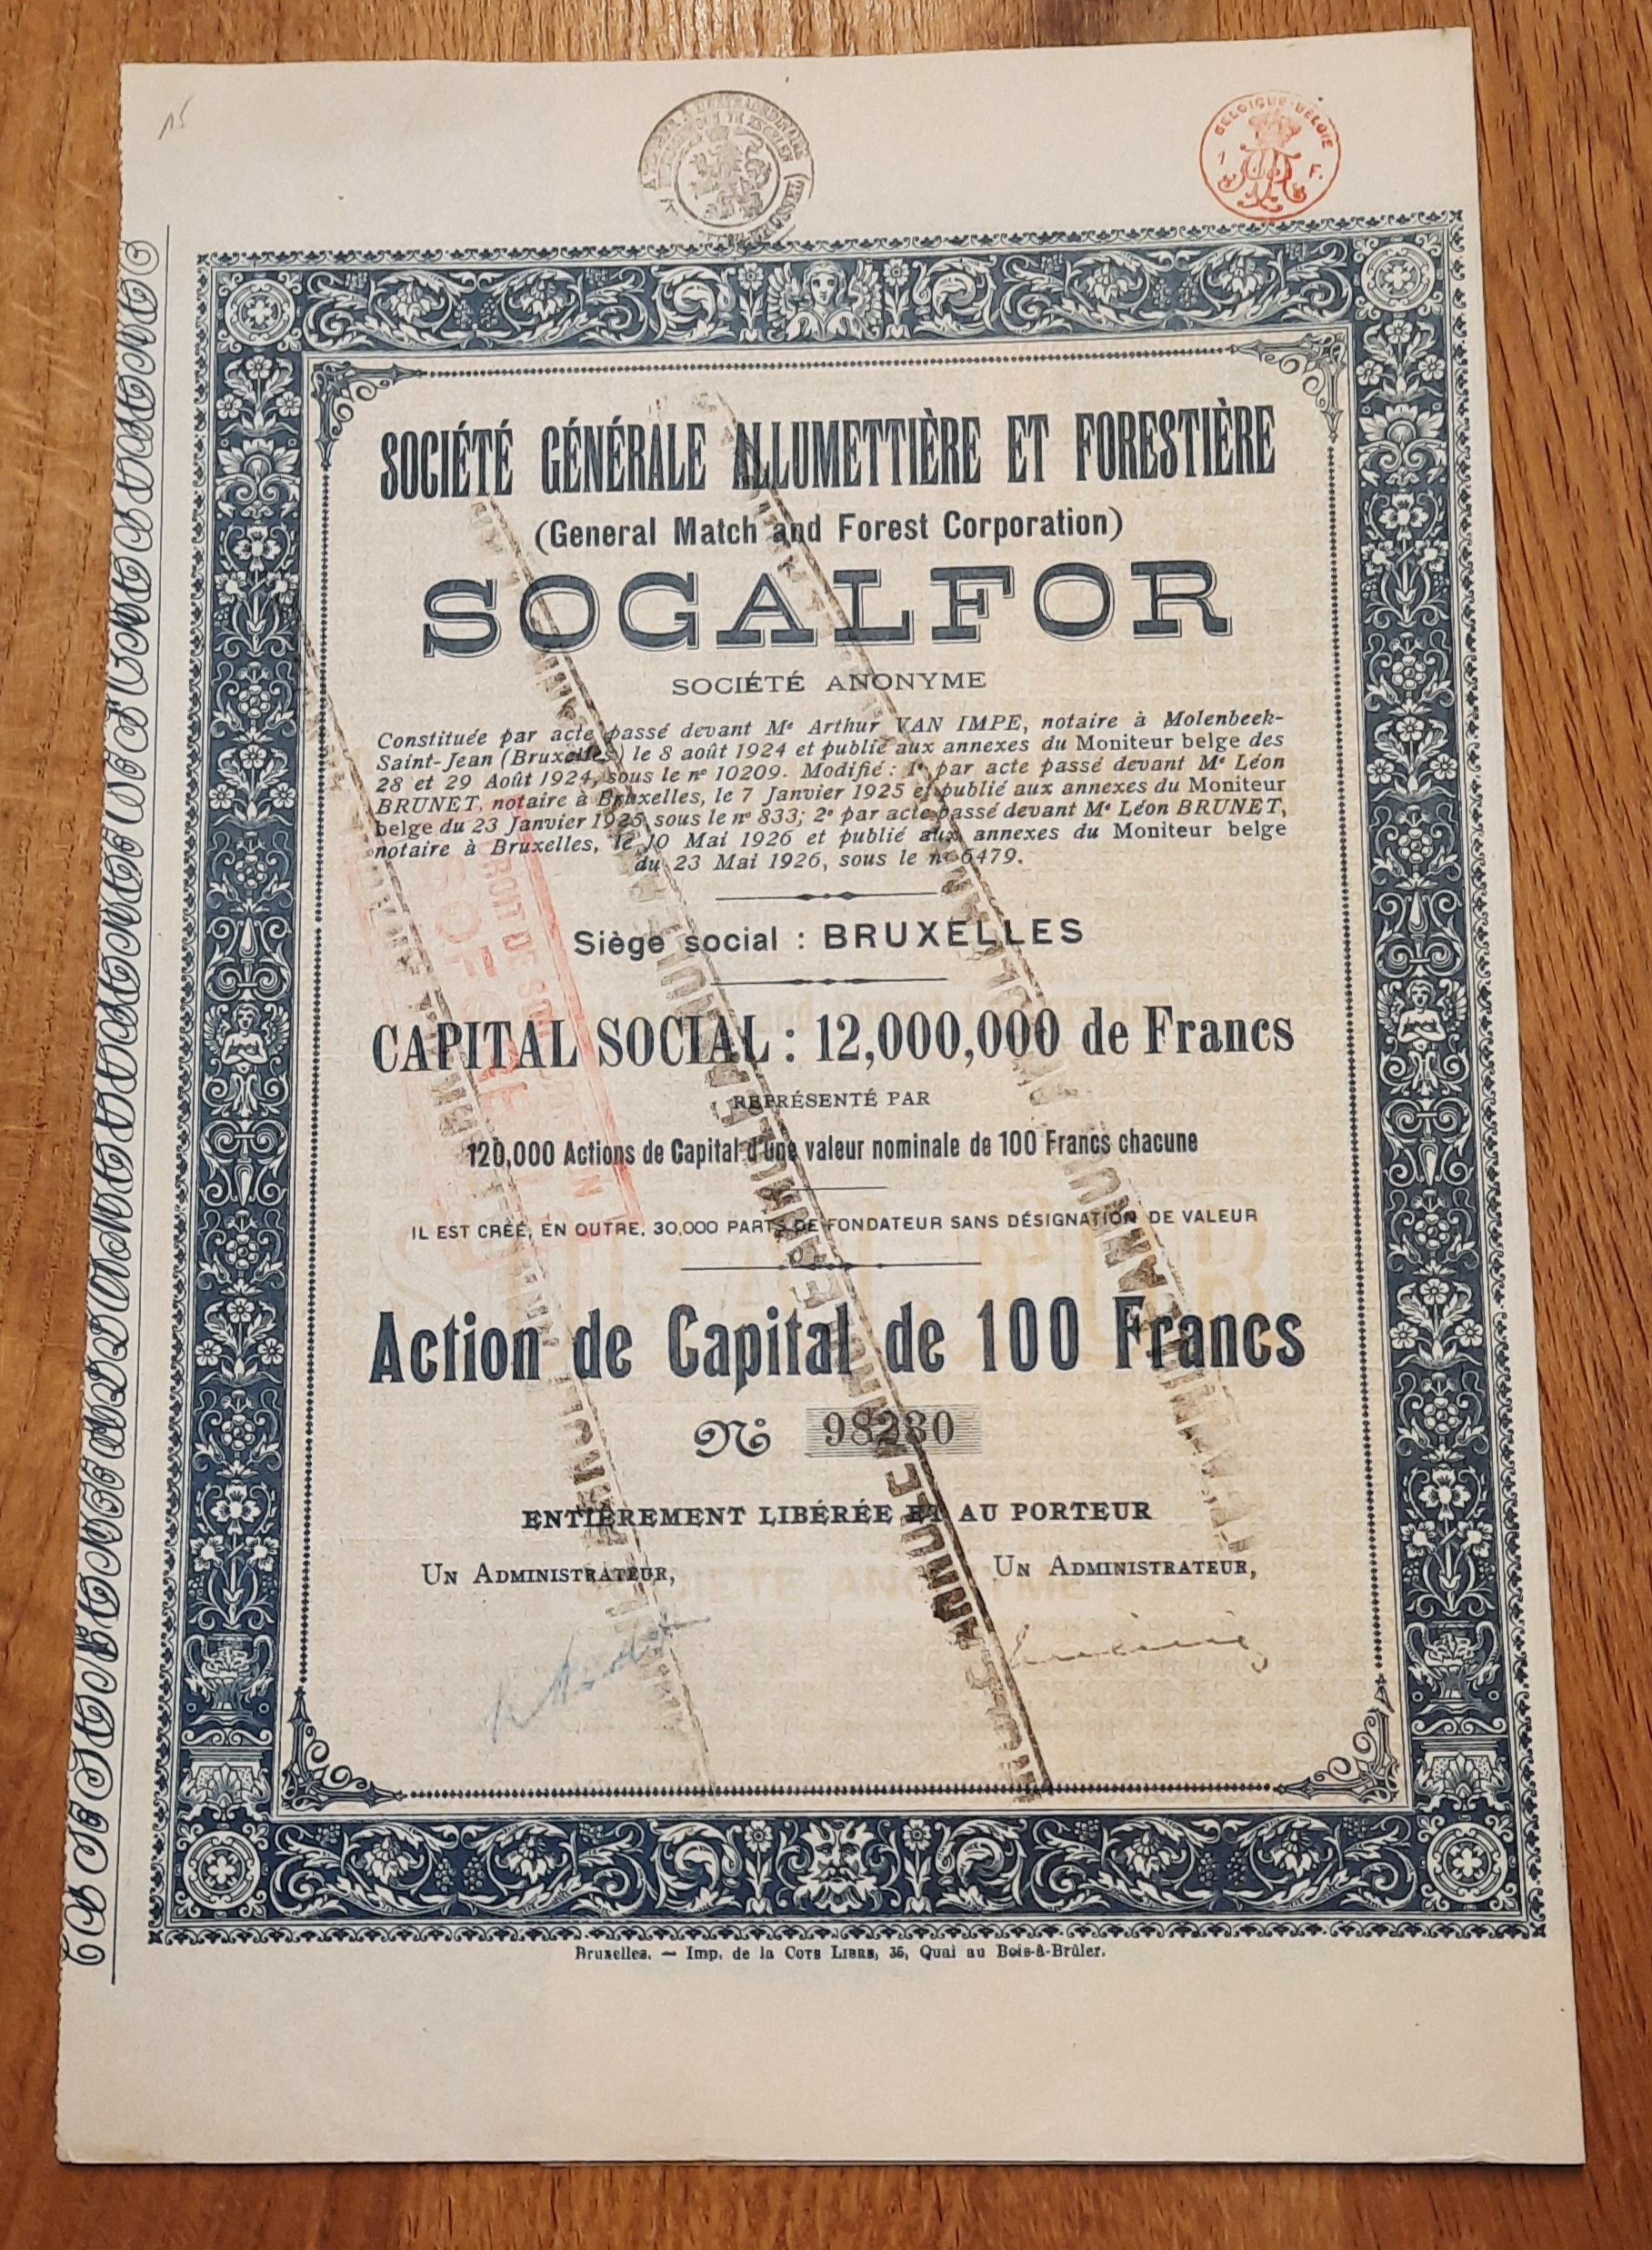 15
BELGIQUE-BELGIE
1 F.
SOCIÉTÉ GÉNÉRALE ALLUMETTIÈRE ET FORESTIÈRE
(General Match and Forest Corporation)
SOGALFOR
SOCIÉTÉ ANONYME
Constituée par acte passé devant Me Arthur VAN IMPE, notaire à Molenbeek-
Saint-Jean (Bruxelles) le 8 août 1924 et publié aux annexes du Moniteur belge des
28 et 29 Août 1924, sous le no 10209. Modifié : 1o par acte passé devant Me Léon
BRUNET, notaire à Bruxelles, le 7 Janvier 1925 et publié aux annexes du Moniteur
belge du 23 Janvier 1925, sous le no 833; 2o par acte passé devant Me Léon BRUNET,
notaire à Bruxelles, le 10 Mai 1926 et publié aux annexes du Moniteur belge
du 23 Mai 1926, sous le no 6479.
DROIT DE
Siège social : BRUXELLES
CAPITAL SOCIAL : 12,000,000 de Francs
REPRÉSENTÉ PAR
120,000 Actions de Capital d'une valeur nominale de 100 Francs chacune
IL EST CRÉÉ, EN OUTRE, 30,000 PARTS DE FONDATEUR SANS DÉSIGNATION DE VALEUR
Action de Capital de 100 Francs
No 98230
ENTIÈREMENT LIBÉRÉE ET AU PORTEUR
UN ADMINISTRATEUR, UN ADMINISTRATEUR,
Bruxelles. — Imp. de la COTE LIBRE, 36, Quai au Bois-à-Brûler.